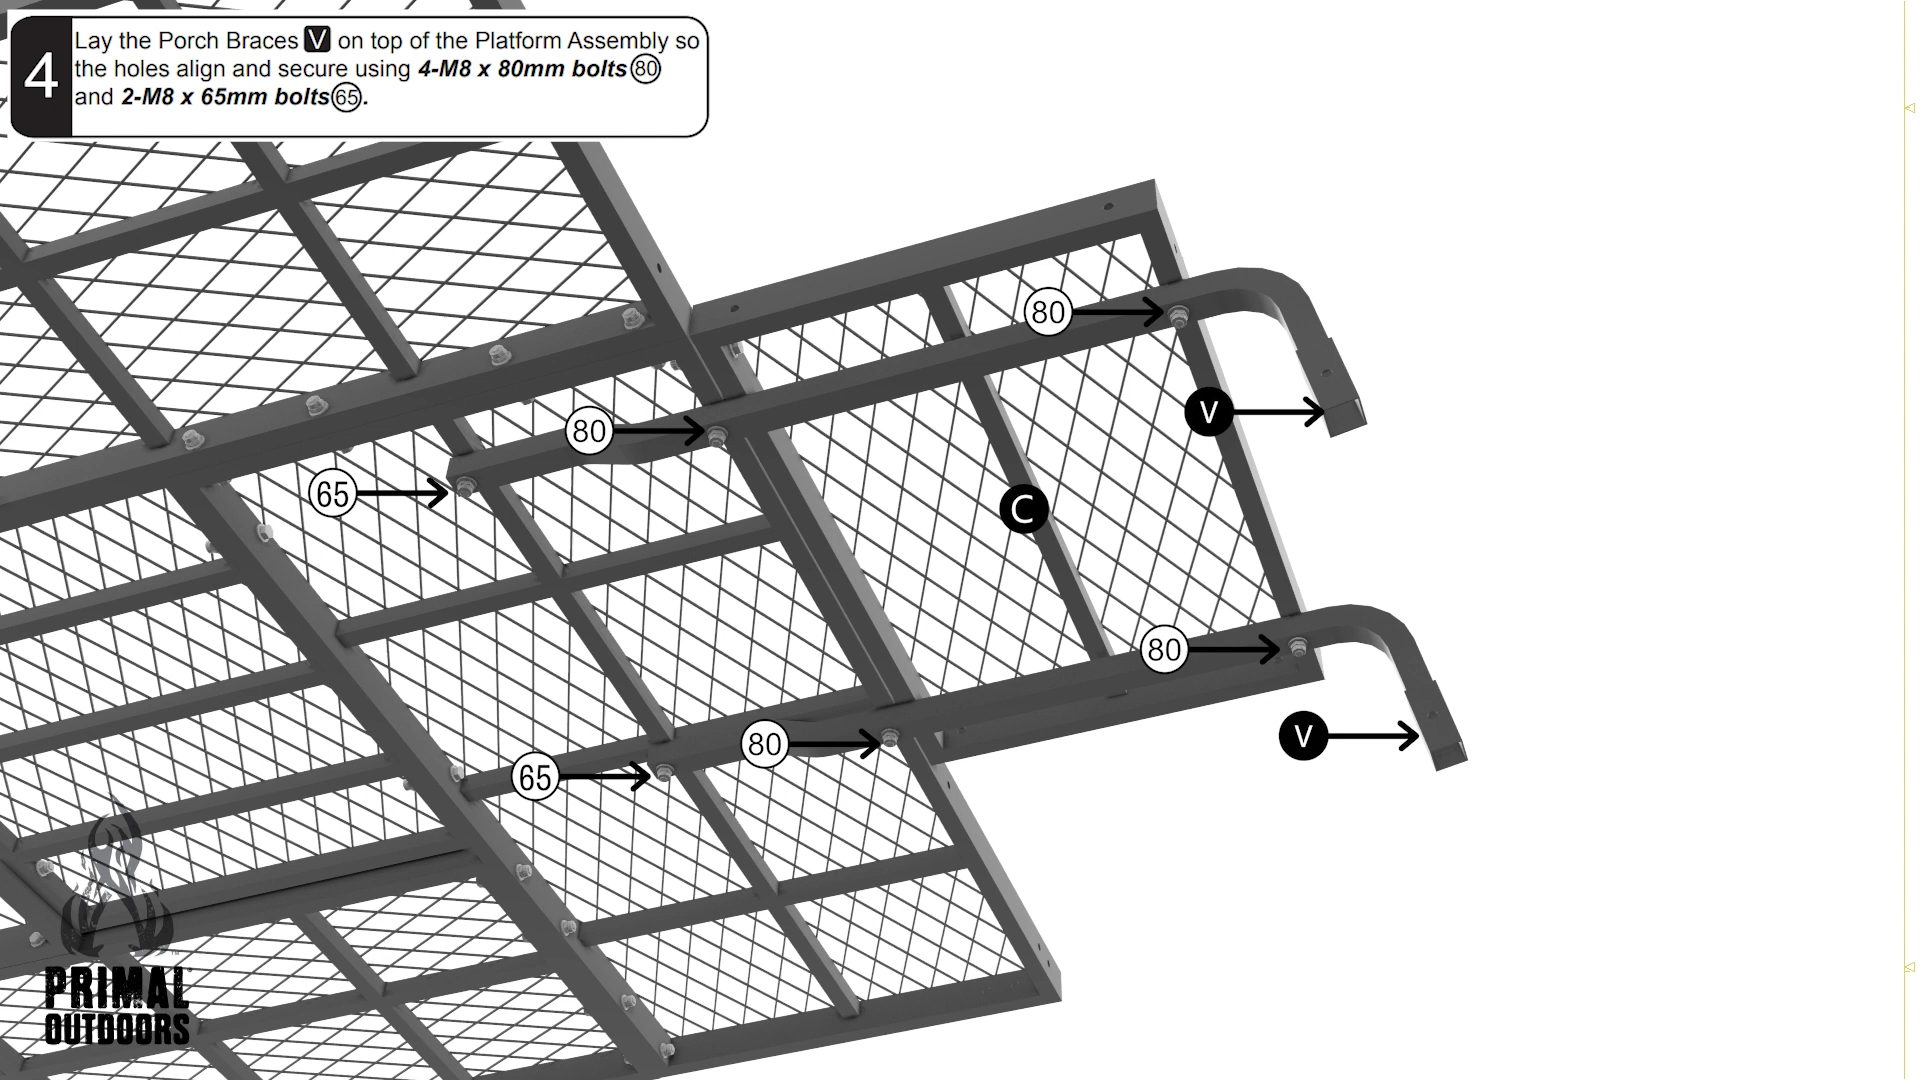 4
Lay the Porch Braces V on top of the Platform Assembly so
the holes align and secure using 4-M8 x 80mm bolts 80
and 2-M8 x 65mm bolts 65.
80
V
80
65
C
80
V
80
65
PRIMAL
OUTDOORS